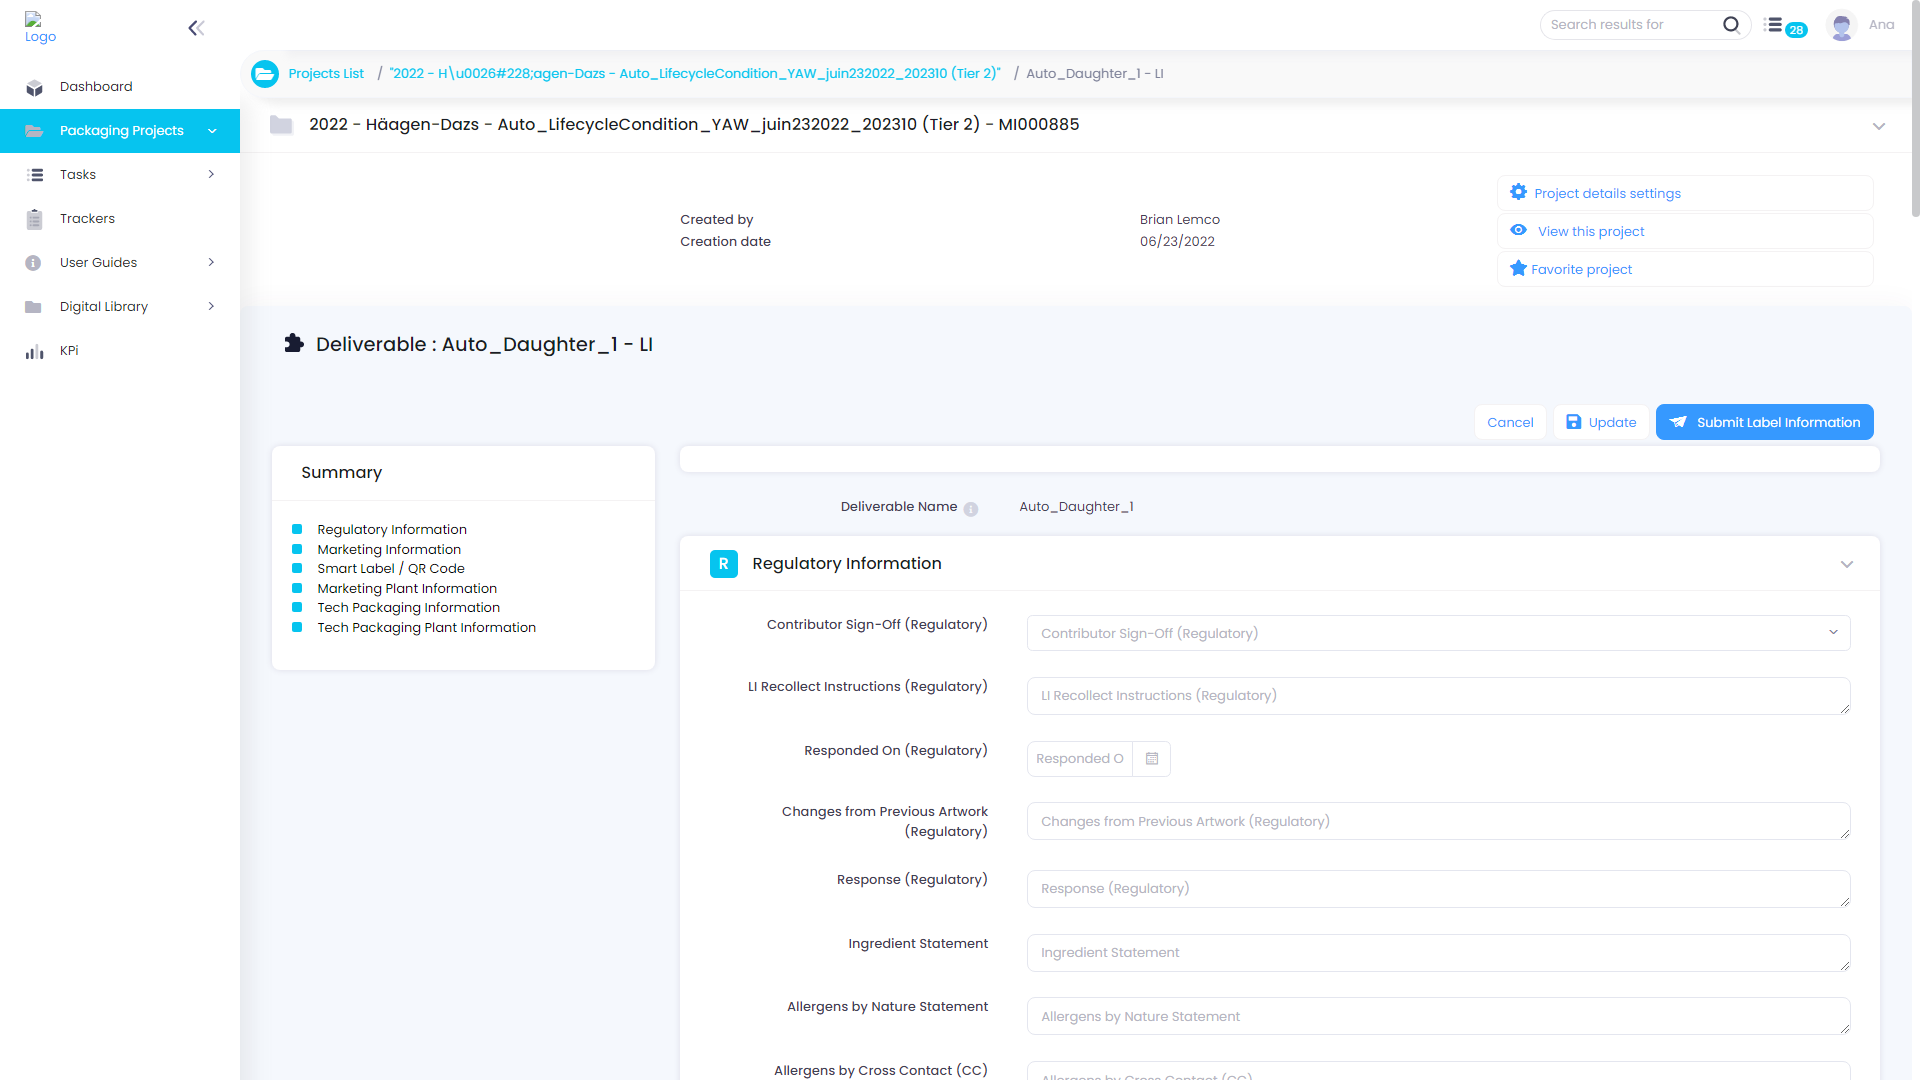 Logo
Search results for
28
Ana
Dashboard
Packaging Projects
Tasks
Trackers
User Guides
Digital Library
KPi
Projects List / "2022 - H\u0026#228;agen-Dazs - Auto_LifecycleCondition_YAW_juin232022_202310 (Tier 2)" / Auto_Daughter_1 - LI
2022 - Häagen-Dazs - Auto_LifecycleCondition_YAW_juin232022_202310 (Tier 2) - MI000885
Created by
Brian Lemco
Creation date
06/23/2022
Project details settings
View this project
Favorite project
Deliverable : Auto_Daughter_1 - LI
Cancel
Update
Submit Label Information
Summary
Regulatory Information
Marketing Information
Smart Label / QR Code
Marketing Plant Information
Tech Packaging Information
Tech Packaging Plant Information
Deliverable Name
Auto_Daughter_1
R
Regulatory Information
Contributor Sign-Off (Regulatory)
Contributor Sign-Off (Regulatory)
LI Recollect Instructions (Regulatory)
LI Recollect Instructions (Regulatory)
Responded On (Regulatory)
Responded O
Changes from Previous Artwork
(Regulatory)
Changes from Previous Artwork (Regulatory)
Response (Regulatory)
Response (Regulatory)
Ingredient Statement
Ingredient Statement
Allergens by Nature Statement
Allergens by Nature Statement
Allergens by Cross Contact (CC)
Allergens by Cross Contact (CC)